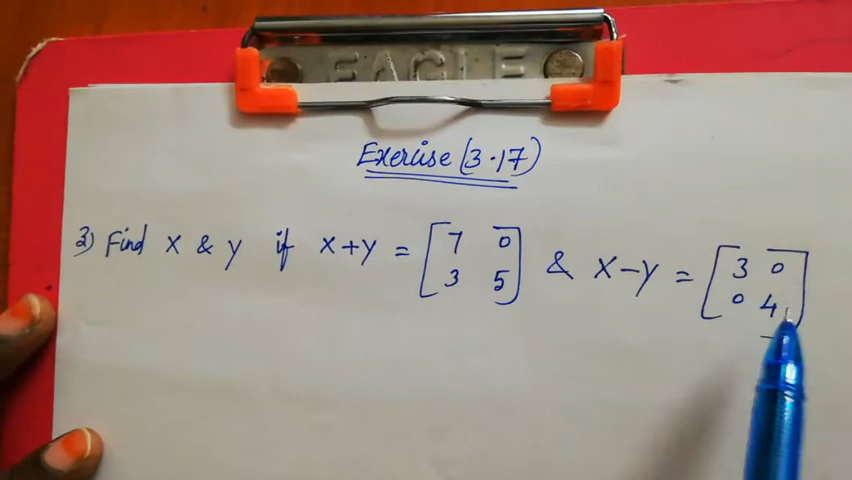 EAGLE
Exercise (3.17)
3) Find X & y if X+y = [7 0 & X-y = [3 0
3 5] 0 4]